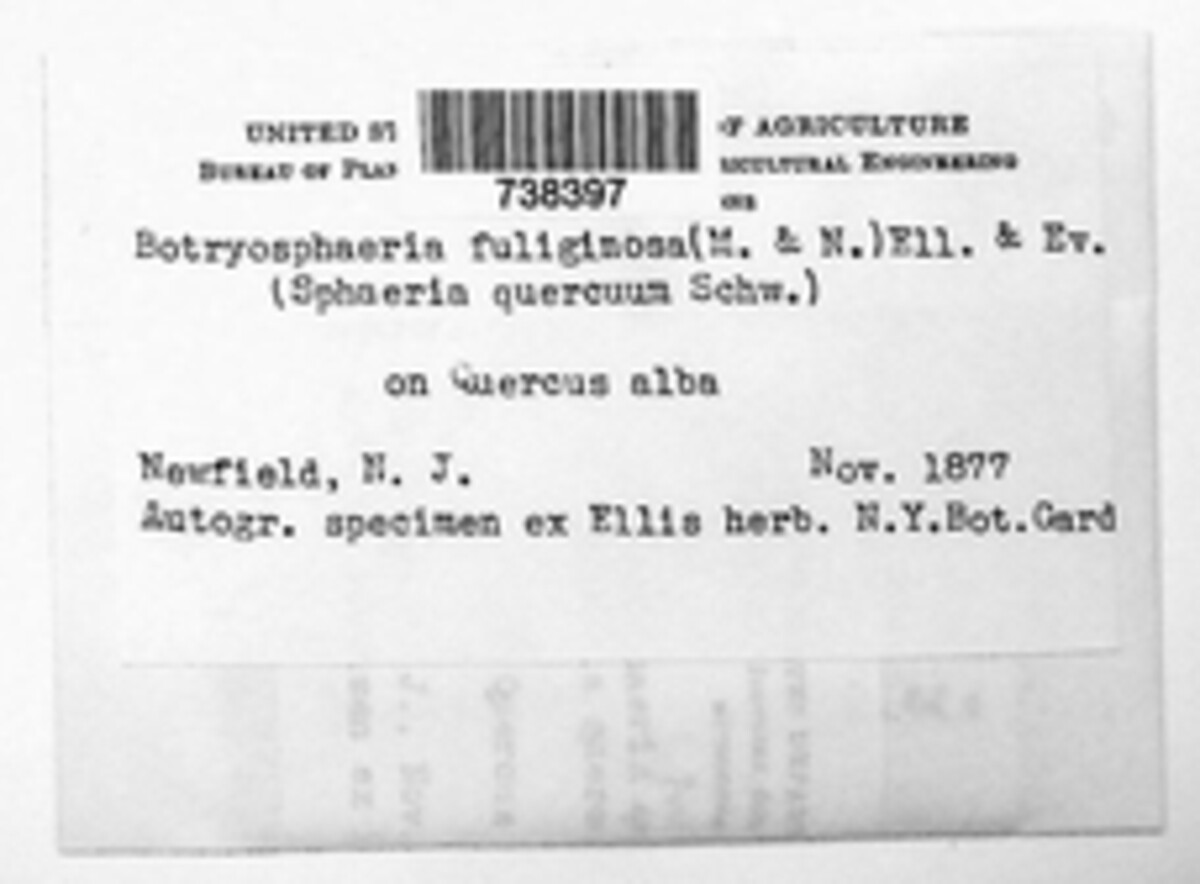 UNITED ST OF AGRICULTURE
BUREAU OF PLAN ICULTURAL ENGINEERING
738397
Botryosphaeria fuliginosa(M. & N.)Ell. & Ev.
(Sphaeria quercuum Schw.)
on Quercus alba
Newfield, N. J. Nov. 1877
Autogr. specimen ex Ellis herb. N.Y.Bot.Gard